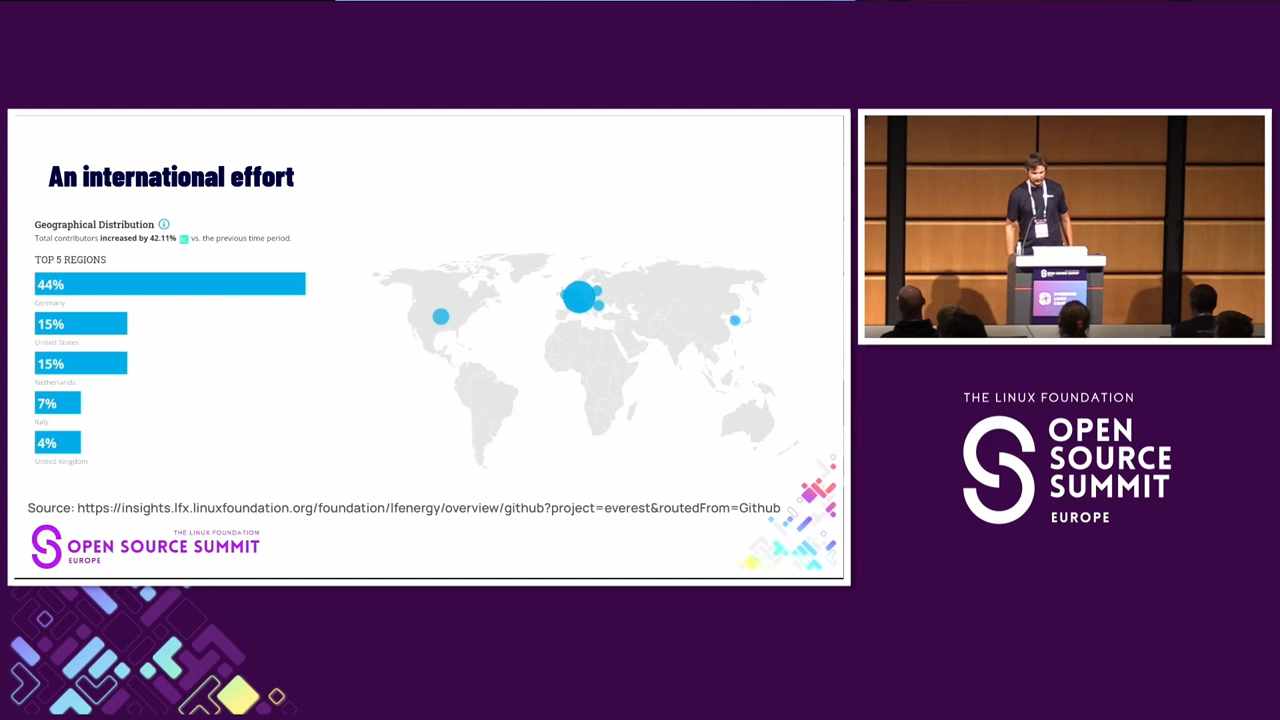 An international effort
Geographical Distribution
Total contributors increased by 42.11% vs. the previous time period.
TOP 5 REGIONS
44%
Germany
15%
United States
15%
Netherlands
7%
Italy
4%
United Kingdom
Source: https://insights.lfx.linuxfoundation.org/foundation/lfenergy/overview/github?project=everest&routedFrom=Github
THE LINUX FOUNDATION
OPEN SOURCE SUMMIT
EUROPE
THE LINUX FOUNDATION
OPEN
SOURCE
SUMMIT
EUROPE